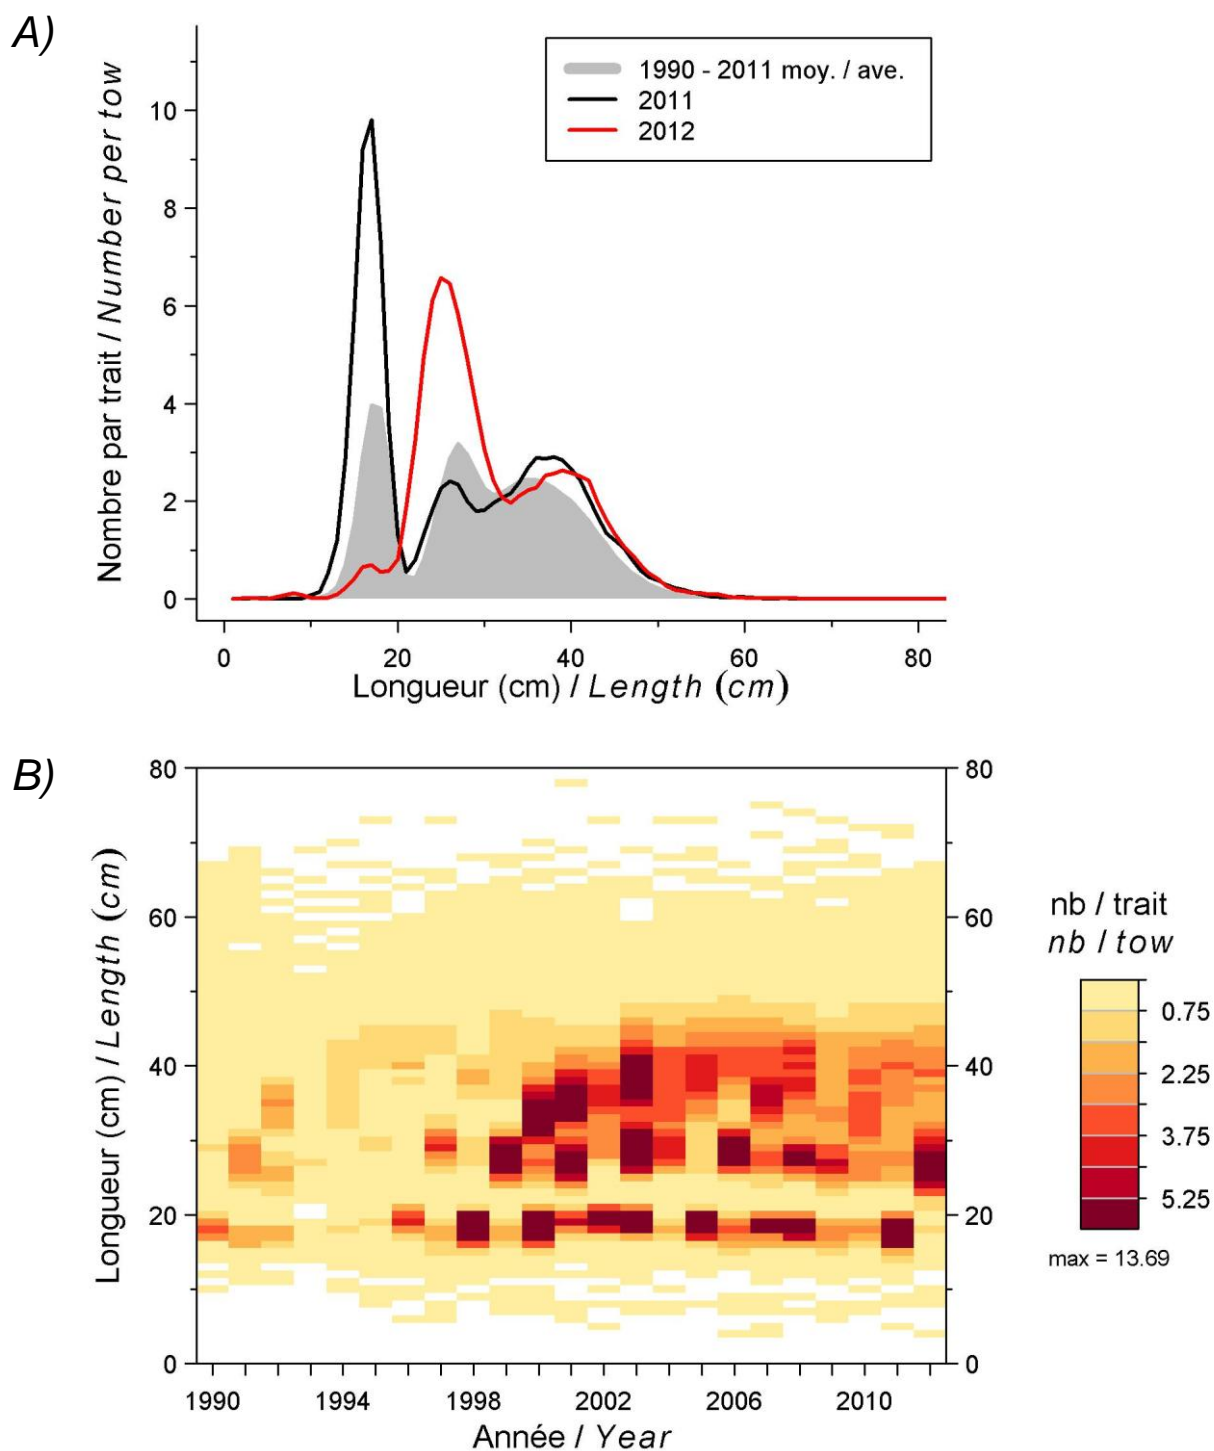 A)
Nombre par trait / Number per tow
10
8
6
4
2
0
1990 - 2011 moy. / ave.
2011
2012
0 20 40 60 80
Longueur (cm) / Length (cm)
B)
Longueur (cm) / Length (cm)
80
60
40
20
0
80
60
40
20
0
1990 1994 1998 2002 2006 2010
Année / Year
nb / trait
nb / tow
0.75
2.25
3.75
5.25
max = 13.69